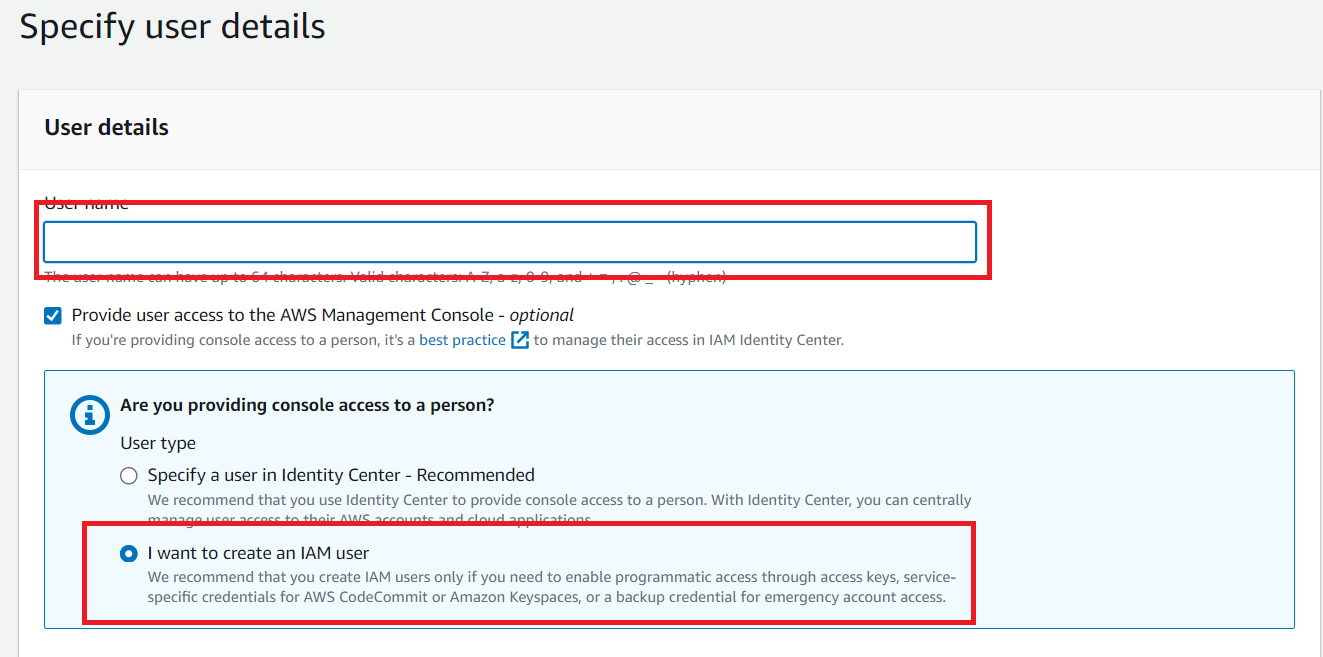 Specify user details
User details
User name
The user name can have up to 64 characters. Valid characters: A-Z, a-z, 0-9, and + = , . @ _ - (hyphen)
Provide user access to the AWS Management Console - optional
If you're providing console access to a person, it's a best practice to manage their access in IAM Identity Center.
Are you providing console access to a person?
User type
Specify a user in Identity Center - Recommended
We recommend that you use Identity Center to provide console access to a person. With Identity Center, you can centrally
manage user access to their AWS accounts and cloud applications.
I want to create an IAM user
We recommend that you create IAM users only if you need to enable programmatic access through access keys, service-
specific credentials for AWS CodeCommit or Amazon Keyspaces, or a backup credential for emergency account access.